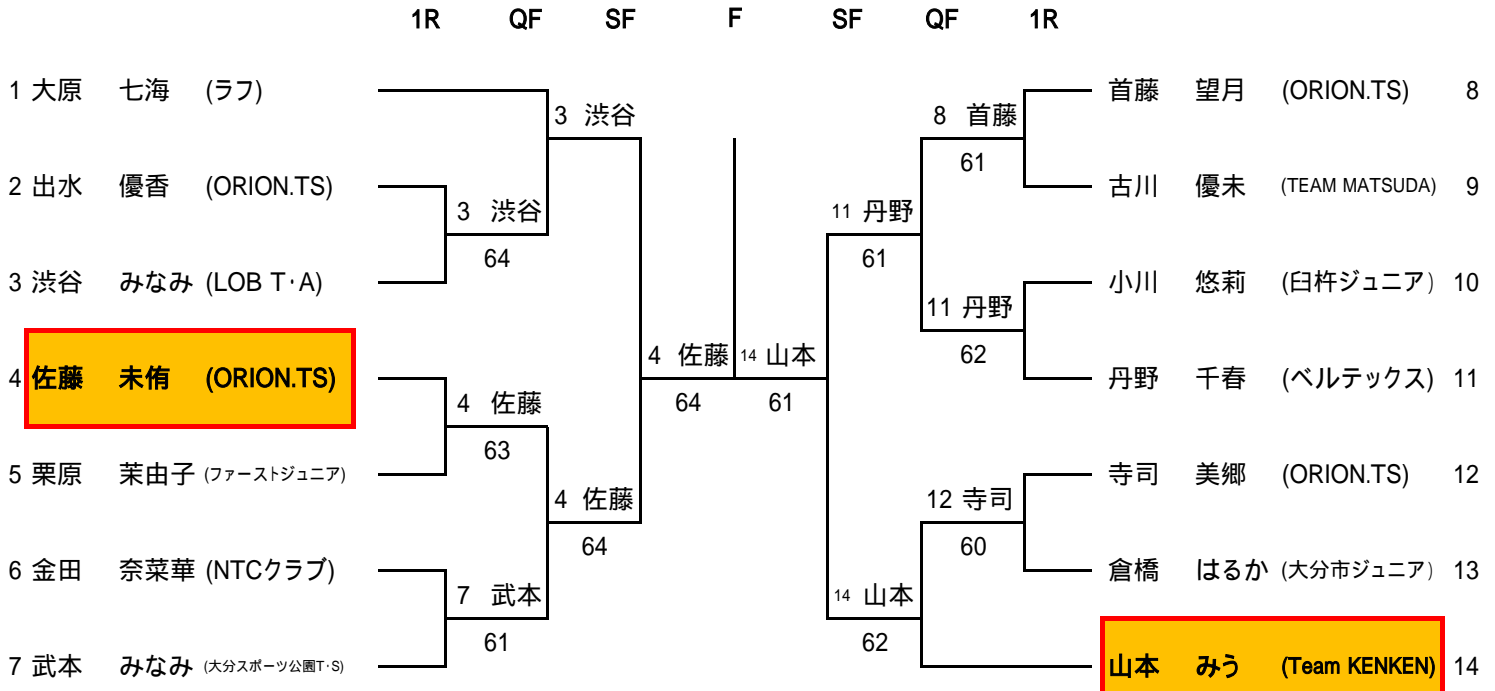 1R QF SF F SF QF 1R
1 大原 七海 (ラフ) 首藤 望月 (ORION.TS) 8
3 渋谷 8 首藤
61
2 出水 優香 (ORION.TS) 古川 優未 (TEAM MATSUDA) 9
3 渋谷 11 丹野
64 61
3 渋谷 みなみ (LOB T·A) 小川 悠莉 (臼杵ジュニア) 10
11 丹野
4 佐藤 14 山本 62
4 佐藤 未侑 (ORION.TS) 丹野 千春 (ベルテックス) 11
4 佐藤 64 61
63
5 栗原 茉由子 (ファーストジュニア) 寺司 美郷 (ORION.TS) 12
4 佐藤 12 寺司
64 60
6 金田 奈菜華 (NTCクラブ) 倉橋 はるか (大分市ジュニア) 13
7 武本 14 山本
61 62
7 武本 みなみ (大分スポーツ公園T·S) 山本 みう (Team KENKEN) 14